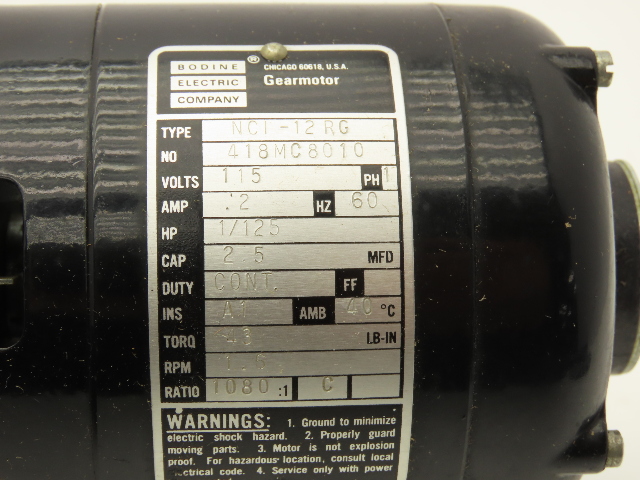 BODINE ® CHICAGO 60618, U.S.A.
ELECTRIC Gearmotor
COMPANY
TYPE NCI-12RG
NO 418MC8010
VOLTS 115 PH 1
AMP .2 HZ 60
HP 1/125
CAP 2 5 MFD
DUTY CONT. FF
INS A1 AMB 40 °C
TORQ 43 LB-IN
RPM
RATIO 1080 :1 C
WARNINGS: 1. Ground to minimize
electric shock hazard. 2. Properly guard
moving parts. 3. Motor is not explosion
proof. For hazardous location, consult local
code. 4. Service only with power